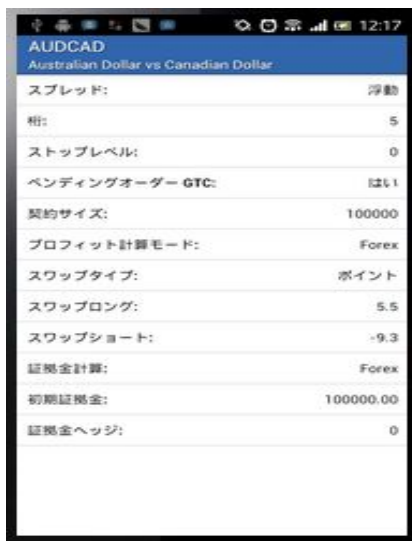 12:17
AUDCAD
Australian Dollar vs Canadian Dollar
スプレッド: 浮動
桁: 5
ストップレベル: 0
ペンディングオーダー GTC: はい
契約サイズ: 100000
プロフィット計算モード: Forex
スワップタイプ: ポイント
スワップロング: 5.5
スワップショート: -9.3
証拠金計算: Forex
初期証拠金: 100000.00
証拠金ヘッジ: 0